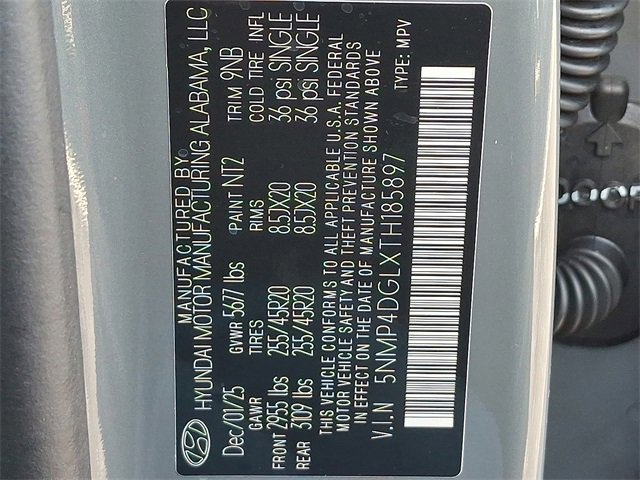 MANUFACTURED BY
HYUNDAI MOTOR MANUFACTURING ALABAMA, LLC
Dec/01/25 GVWR 5677 lbs PAINT NT2 TRIM 9NB
GAWR TIRES RIMS COLD TIRE INFL
FRONT 2955 lbs 255/45R20 8.5JX20 36 psi SINGLE
REAR 3109 lbs 255/45R20 8.5JX20 36 psi SINGLE
THIS VEHICLE CONFORMS TO ALL APPLICABLE U.S.A. FEDERAL
MOTOR VEHICLE SAFETY AND THEFT PREVENTION STANDARDS
IN EFFECT ON THE DATE OF MANUFACTURE SHOWN ABOVE
V.I.N 5NMP4DGLXTH185897 TYPE: MPV